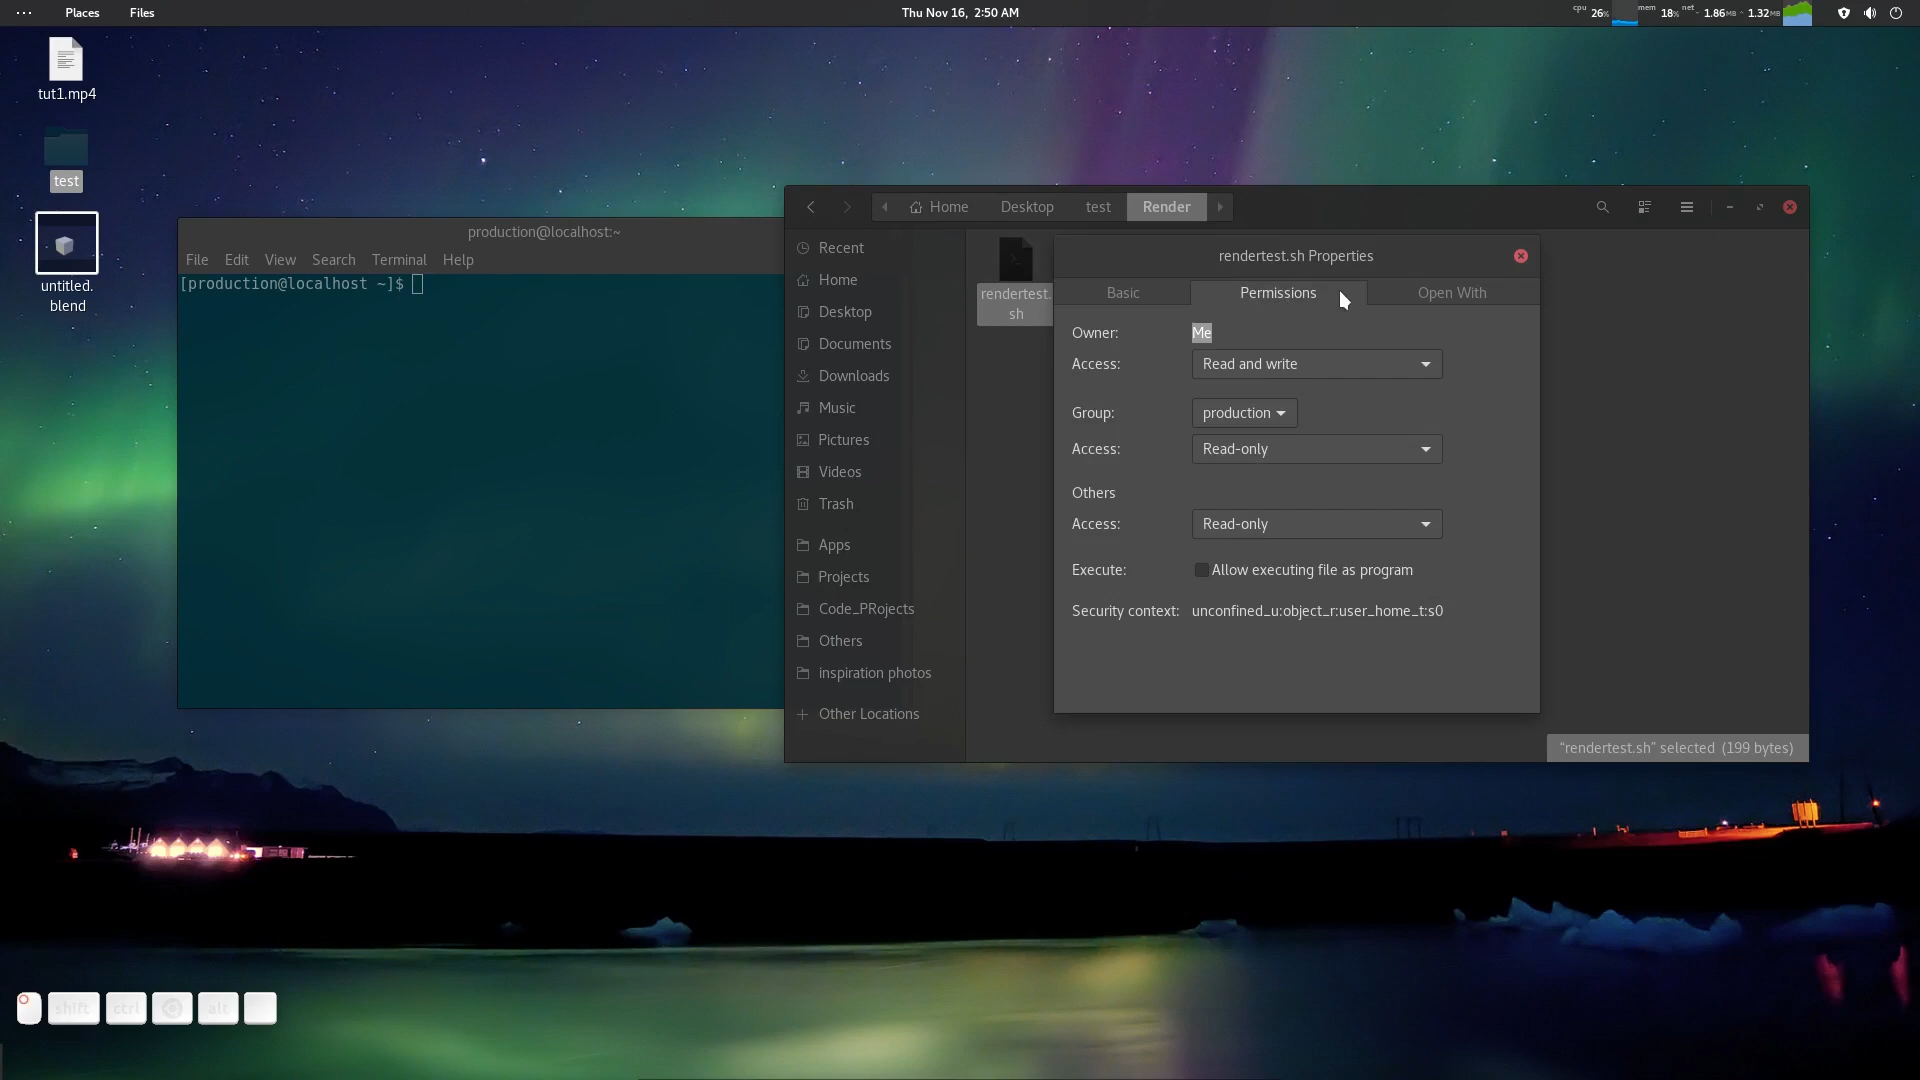 Places Files Thu Nov 16, 2:50 AM cpu 26% mem 18% net 1.86MB 1.32MB
tut1.mp4
test
untitled.
blend
production@localhost:~
File Edit View Search Terminal Help
[production@localhost ~]$
Home Desktop test Render
Recent
Home
Desktop
Documents
Downloads
Music
Pictures
Videos
Trash
Apps
Projects
Code_PRojects
Others
inspiration photos
Other Locations
rendertest.
sh
rendertest.sh Properties
Basic Permissions Open With
Owner: Me
Access: Read and write
Group: production
Access: Read-only
Others
Access: Read-only
Execute: Allow executing file as program
Security context: unconfined_u:object_r:user_home_t:s0
“rendertest.sh” selected (199 bytes)
shift ctrl alt